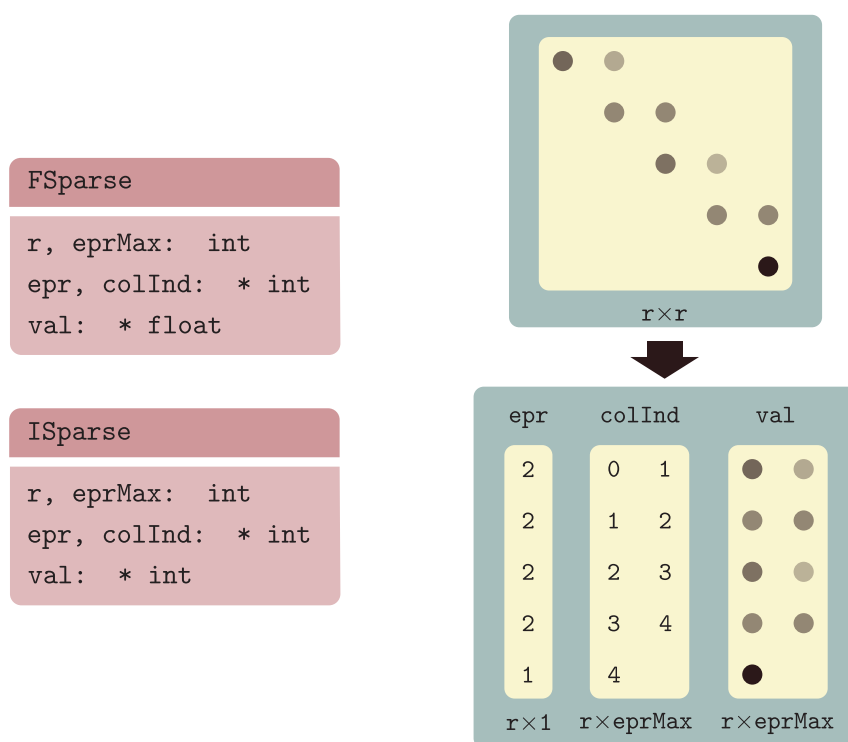 FSparse
r, eprMax: int
epr, colInd: * int
val: * float
ISparse
r, eprMax: int
epr, colInd: * int
val: * int
r×r
epr colInd val
2 0 1
2 1 2
2 2 3
2 3 4
1 4
r×1 r×eprMax r×eprMax